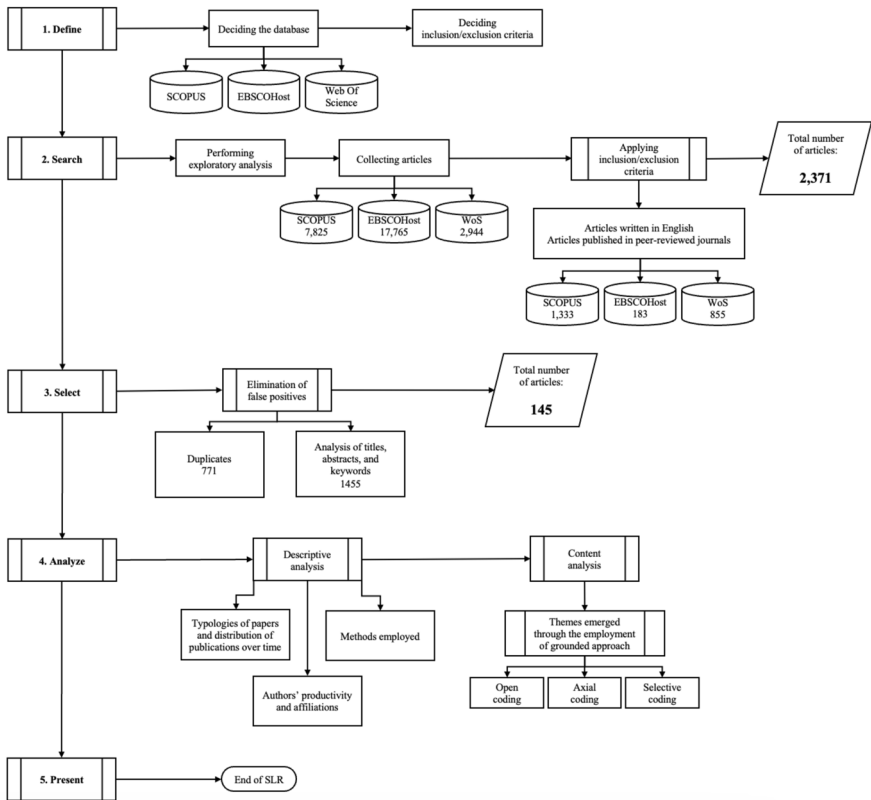 1. Define
Deciding the database
Deciding
inclusion/exclusion criteria
SCOPUS
EBSCOHost
Web Of
Science
2. Search
Performing
exploratory analysis
Collecting articles
Applying
inclusion/exclusion
criteria
Total number
of articles:
2,371
SCOPUS
7,825
EBSCOHost
17,765
WoS
2,944
Articles written in English
Articles published in peer-reviewed journals
SCOPUS
1,333
EBSCOHost
183
WoS
855
3. Select
Elimination of
false positives
Total number
of articles:
145
Duplicates
771
Analysis of titles,
abstracts, and
keywords
1455
4. Analyze
Descriptive
analysis
Content
analysis
Typologies of papers
and distribution of
publications over time
Methods employed
Authors' productivity
and affiliations
Themes emerged
through the employment
of grounded approach
Open
coding
Axial
coding
Selective
coding
5. Present
End of SLR